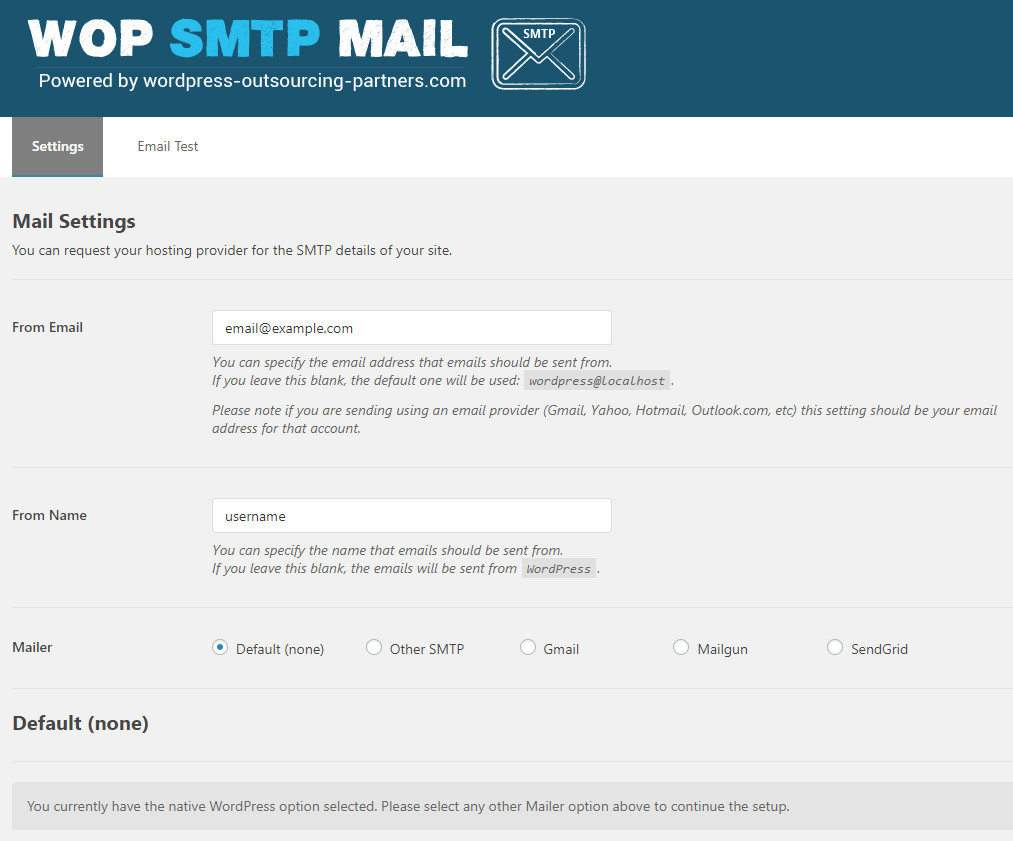 WOP SMTP MAIL
SMTP
Powered by wordpress-outsourcing-partners.com
Settings
Email Test
Mail Settings
You can request your hosting provider for the SMTP details of your site.
From Email
email@example.com
You can specify the email address that emails should be sent from.
If you leave this blank, the default one will be used: wordpress@localhost.
Please note if you are sending using an email provider (Gmail, Yahoo, Hotmail, Outlook.com, etc) this setting should be your email
address for that account.
From Name
username
You can specify the name that emails should be sent from.
If you leave this blank, the emails will be sent from WordPress.
Mailer
Default (none)
Other SMTP
Gmail
Mailgun
SendGrid
Default (none)
You currently have the native WordPress option selected. Please select any other Mailer option above to continue the setup.